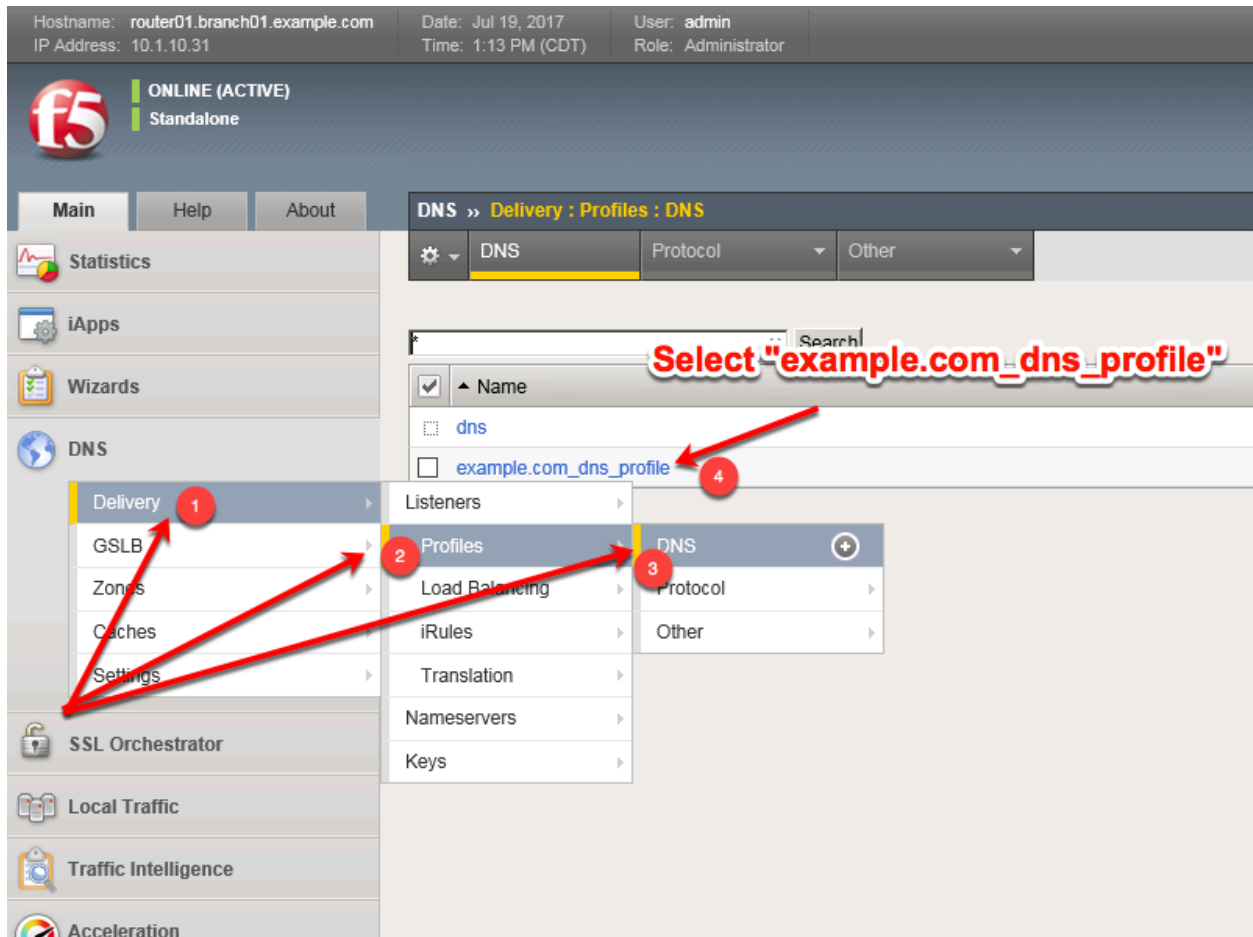 Hostname: router01.branch01.example.com Date: Jul 19, 2017 User: admin
IP Address: 10.1.10.31 Time: 1:13 PM (CDT) Role: Administrator
f5
ONLINE (ACTIVE)
Standalone
Main Help About
DNS ›› Delivery : Profiles : DNS
DNS Protocol Other
Statistics
iApps
* Search
Select "example.com_dns_profile"
Wizards
Name
dns
DNS
example.com_dns_profile 4
Delivery 1 Listeners
GSLB 2 Profiles DNS
3
Zones Load Balancing Protocol
Caches iRules Other
Settings Translation
Nameservers
SSL Orchestrator
Keys
Local Traffic
Traffic Intelligence
Acceleration